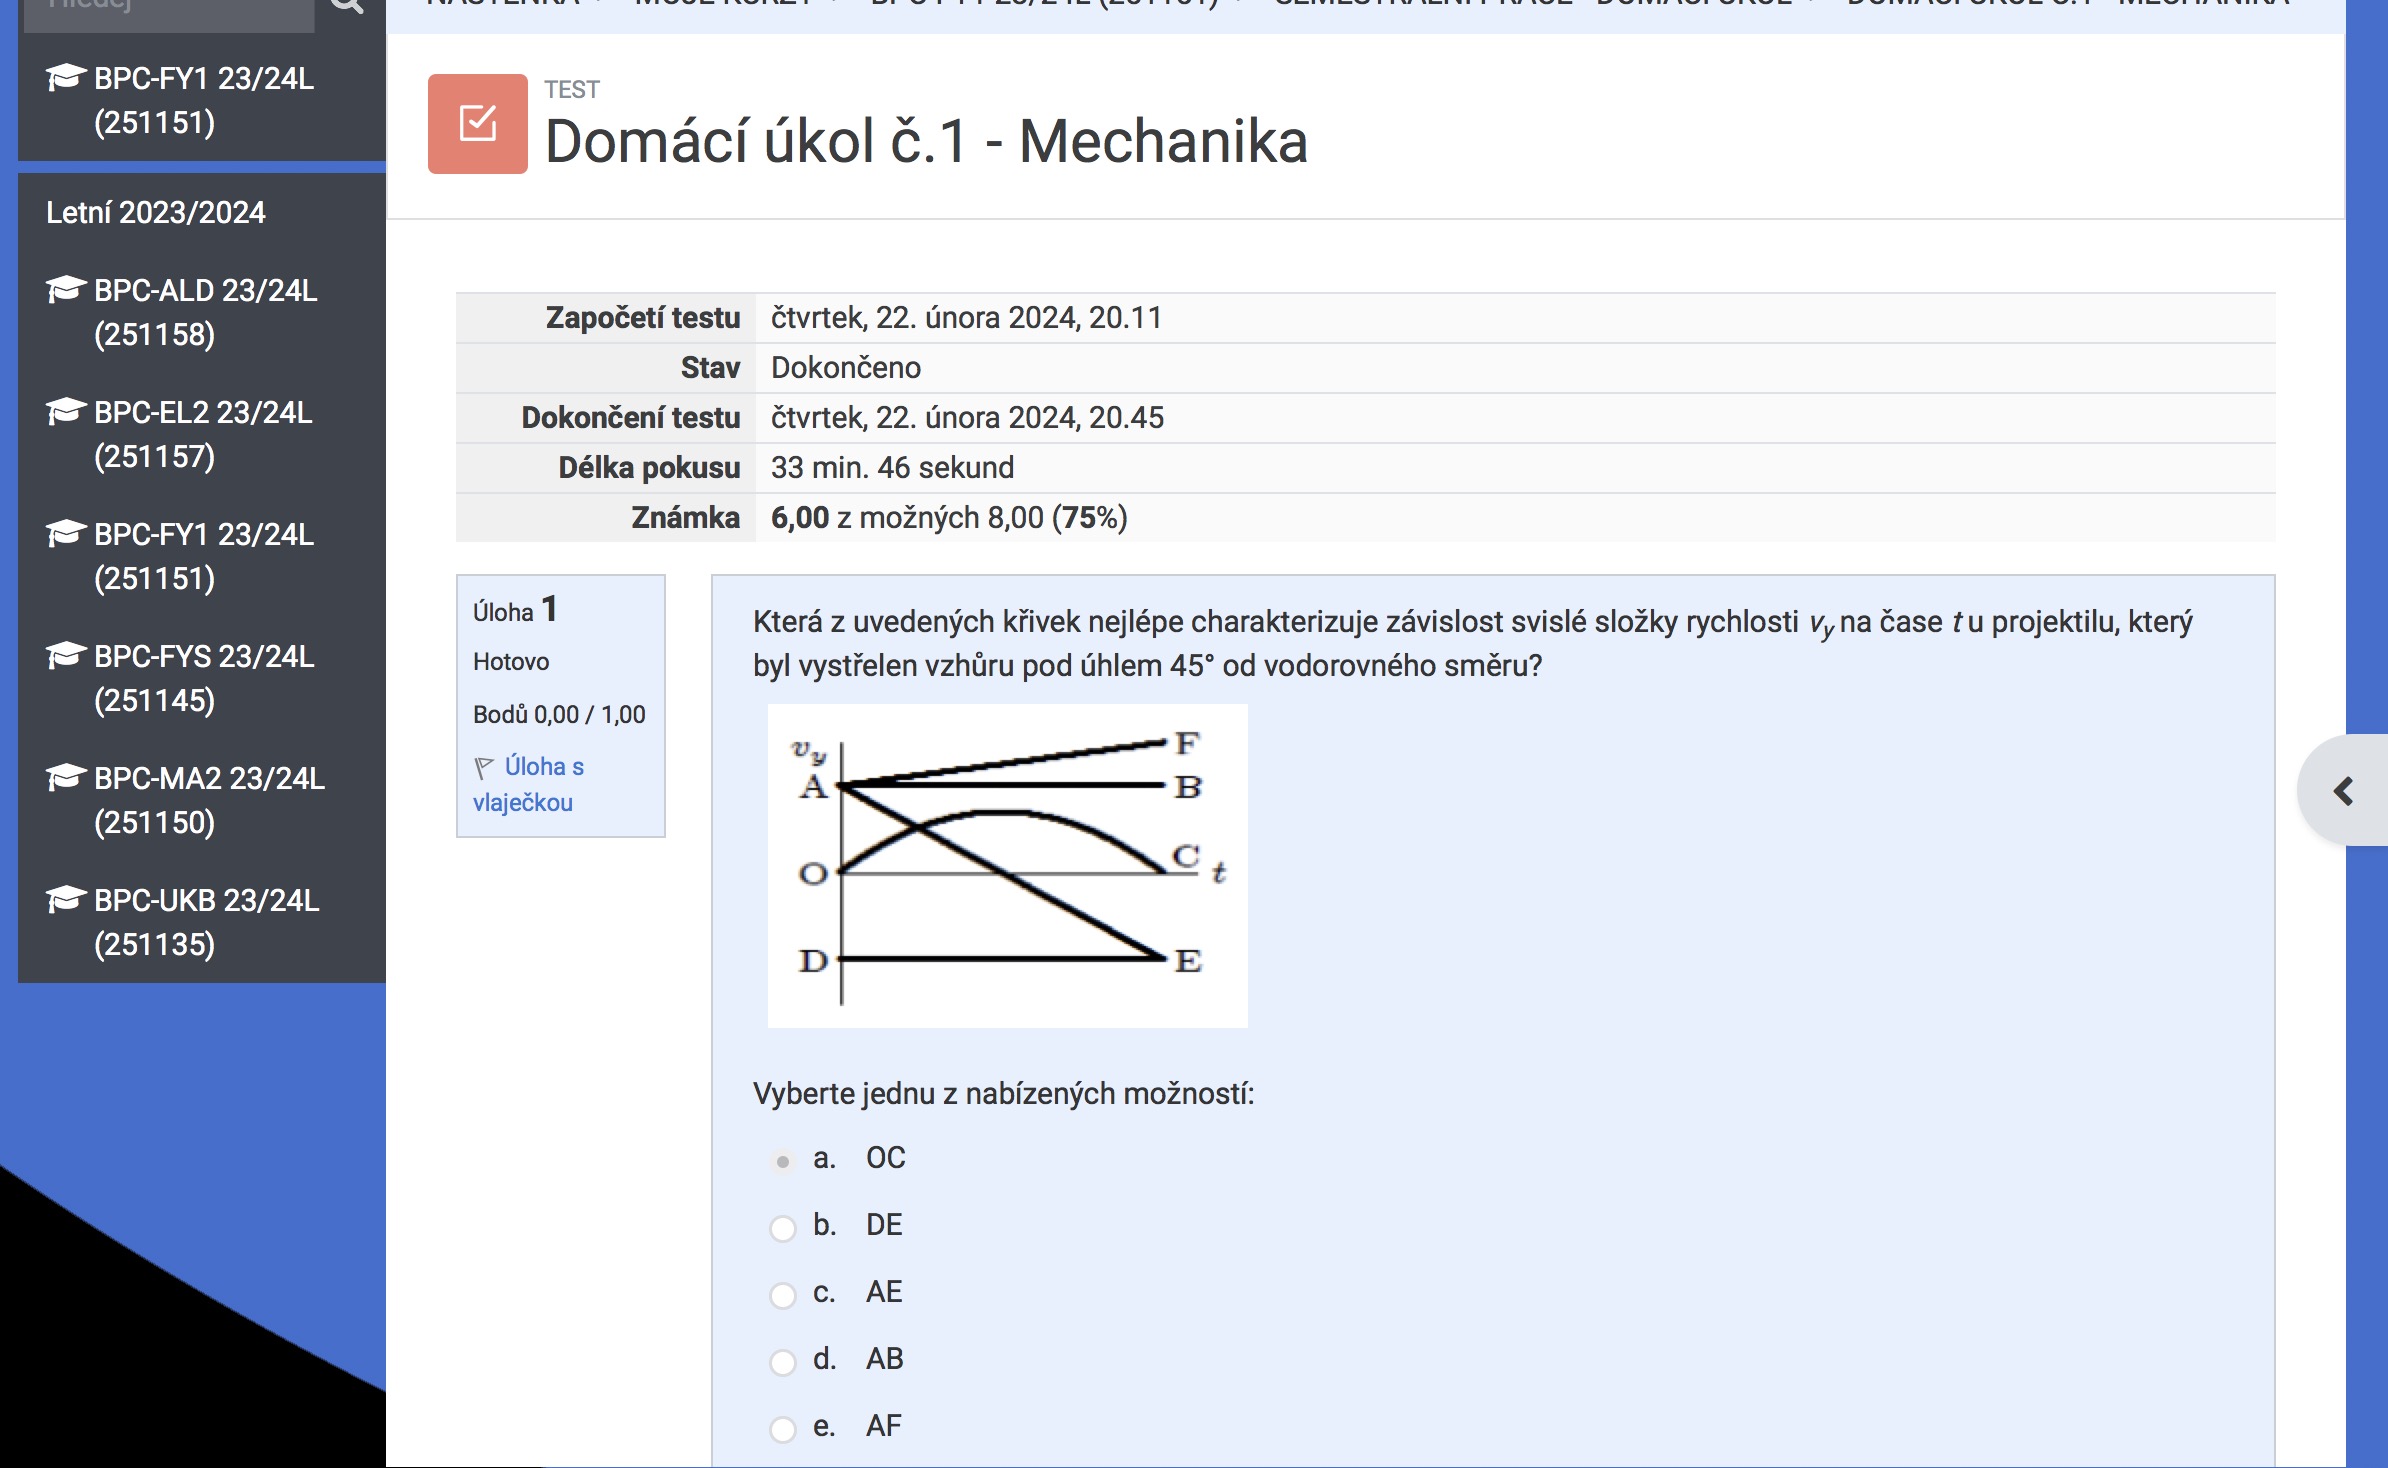 BPC-FY1 23/24L
(251151)
Letní 2023/2024
BPC-ALD 23/24L
(251158)
BPC-EL2 23/24L
(251157)
BPC-FY1 23/24L
(251151)
BPC-FYS 23/24L
(251145)
BPC-MA2 23/24L
(251150)
BPC-UKB 23/24L
(251135)
TEST
Domácí úkol č.1 - Mechanika
Započetí testu čtvrtek, 22. února 2024, 20.11
Stav Dokončeno
Dokončení testu čtvrtek, 22. února 2024, 20.45
Délka pokusu 33 min. 46 sekund
Známka 6,00 z možných 8,00 (75%)
Úloha 1
Hotovo
Bodů 0,00 / 1,00
Úloha s
vlaječkou
Která z uvedených křivek nejlépe charakterizuje závislost svislé složky rychlosti vy na čase t u projektilu, který
byl vystřelen vzhůru pod úhlem 45° od vodorovného směru?
vy
F
A
B
O
C
t
D
E
Vyberte jednu z nabízených možností:
a. OC
b. DE
c. AE
d. AB
e. AF